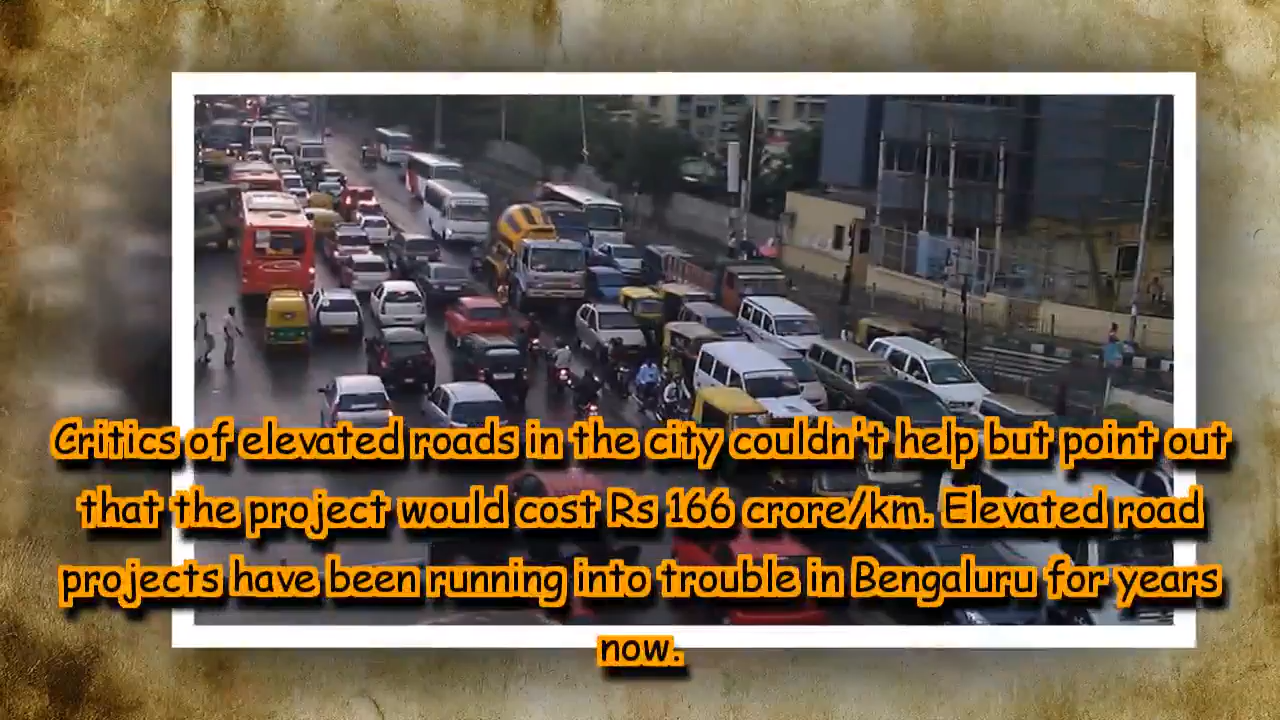 Critics of elevated roads in the city couldn't help but point out
that the project would cost Rs 166 crore/km. Elevated road
projects have been running into trouble in Bengaluru for years
now.